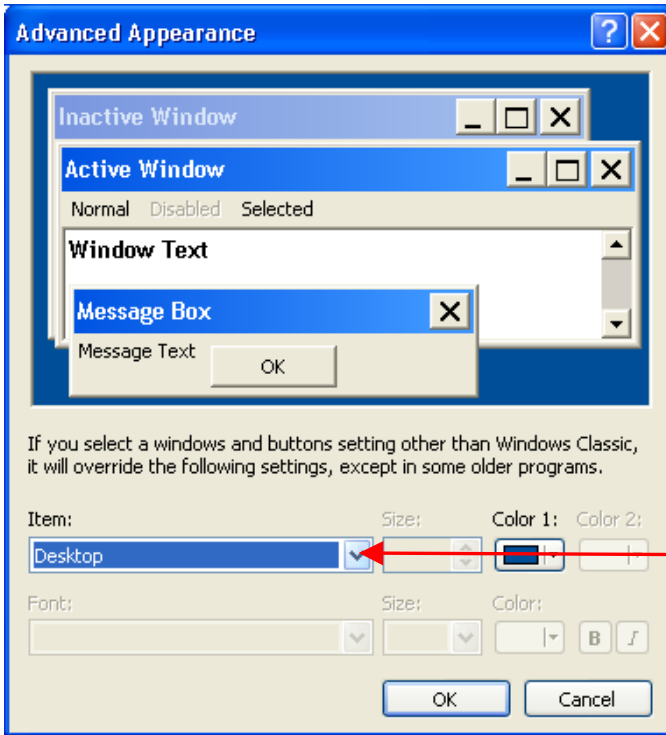 Advanced Appearance
Inactive Window
Active Window
Normal Disabled Selected
Window Text
Message Box
Message Text
OK
If you select a windows and buttons setting other than Windows Classic,
it will override the following settings, except in some older programs.
Item: Size: Color 1: Color 2:
Desktop
Font: Size: Color:
B I
OK Cancel